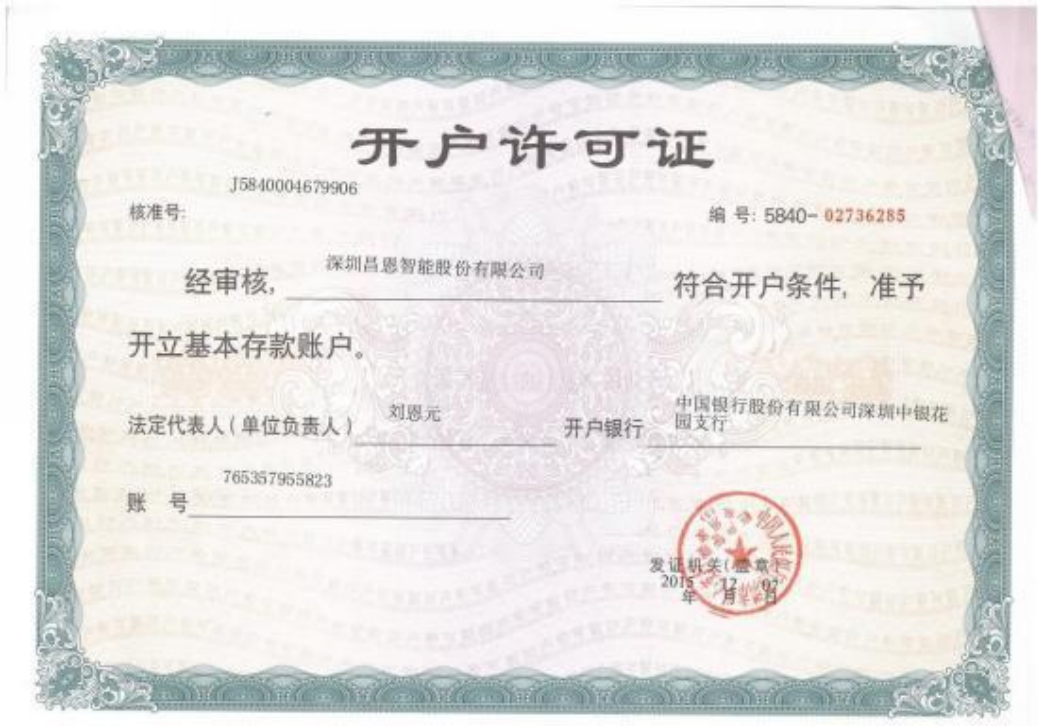 开户许可证
J5840004679906
核准号:
编 号: 5840- 02736285
经审核, 深圳昌恩智能股份有限公司 符合开户条件, 准予
开立基本存款账户。
法定代表人(单位负责人) 刘恩元 开户银行 中国银行股份有限公司深圳中银花
园支行
账 号 765357955823
发证机关(盖章)
2015 12 07
年 月 日